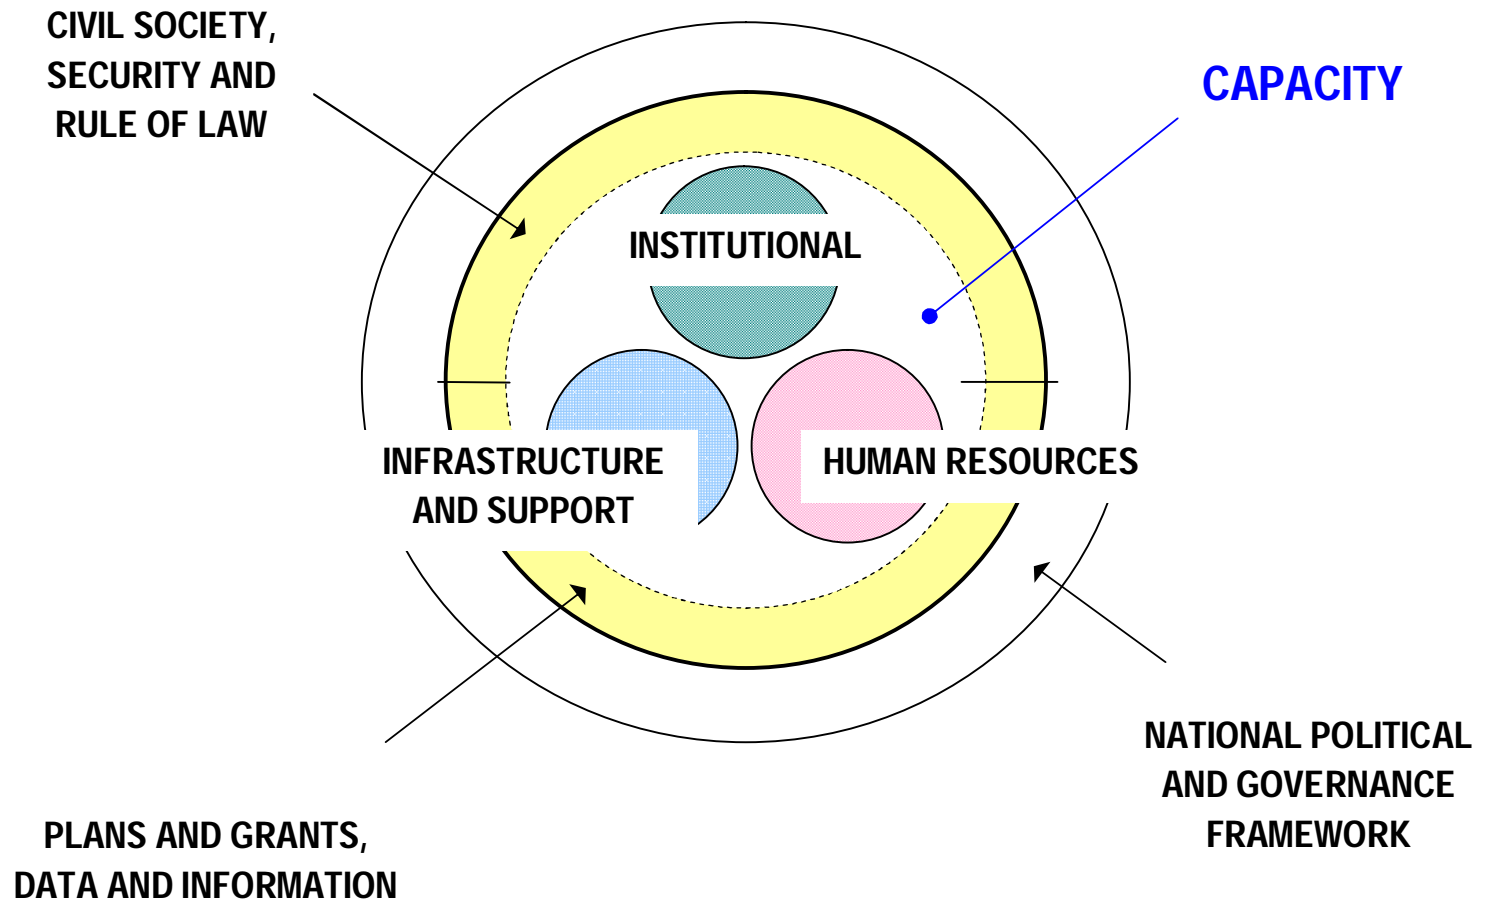 CIVIL SOCIETY,
SECURITY AND
RULE OF LAW
CAPACITY
INSTITUTIONAL
INFRASTRUCTURE
AND SUPPORT
HUMAN RESOURCES
NATIONAL POLITICAL
AND GOVERNANCE
FRAMEWORK
PLANS AND GRANTS,
DATA AND INFORMATION